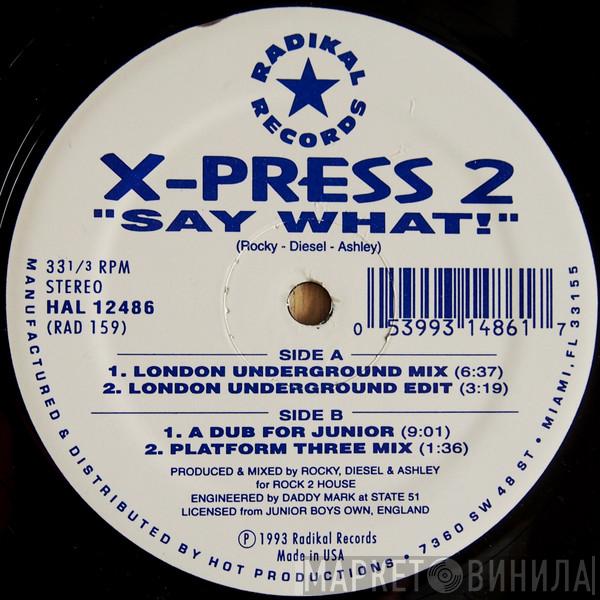 RADIKAL
RECORDS
X-PRESS 2
"SAY WHAT!"
(Rocky - Diesel - Ashley)
33 1/3 RPM
STEREO
HAL 12486
(RAD 159)
0 53993 14861 7
SIDE A
1. LONDON UNDERGROUND MIX (6:37)
2. LONDON UNDERGROUND EDIT (3:19)
SIDE B
1. A DUB FOR JUNIOR (9:01)
2. PLATFORM THREE MIX (1:36)
PRODUCED & MIXED by ROCKY, DIESEL & ASHLEY
for ROCK 2 HOUSE
ENGINEERED by DADDY MARK at STATE 51
LICENSED from JUNIOR BOYS OWN, ENGLAND
℗ 1993 Radikal Records
Made in USA
MANUFACTURED & DISTRIBUTED BY HOT PRODUCTIONS • 7360 SW 48 ST • MIAMI, FL 33155
МАРКЕТ ВИНИЛА